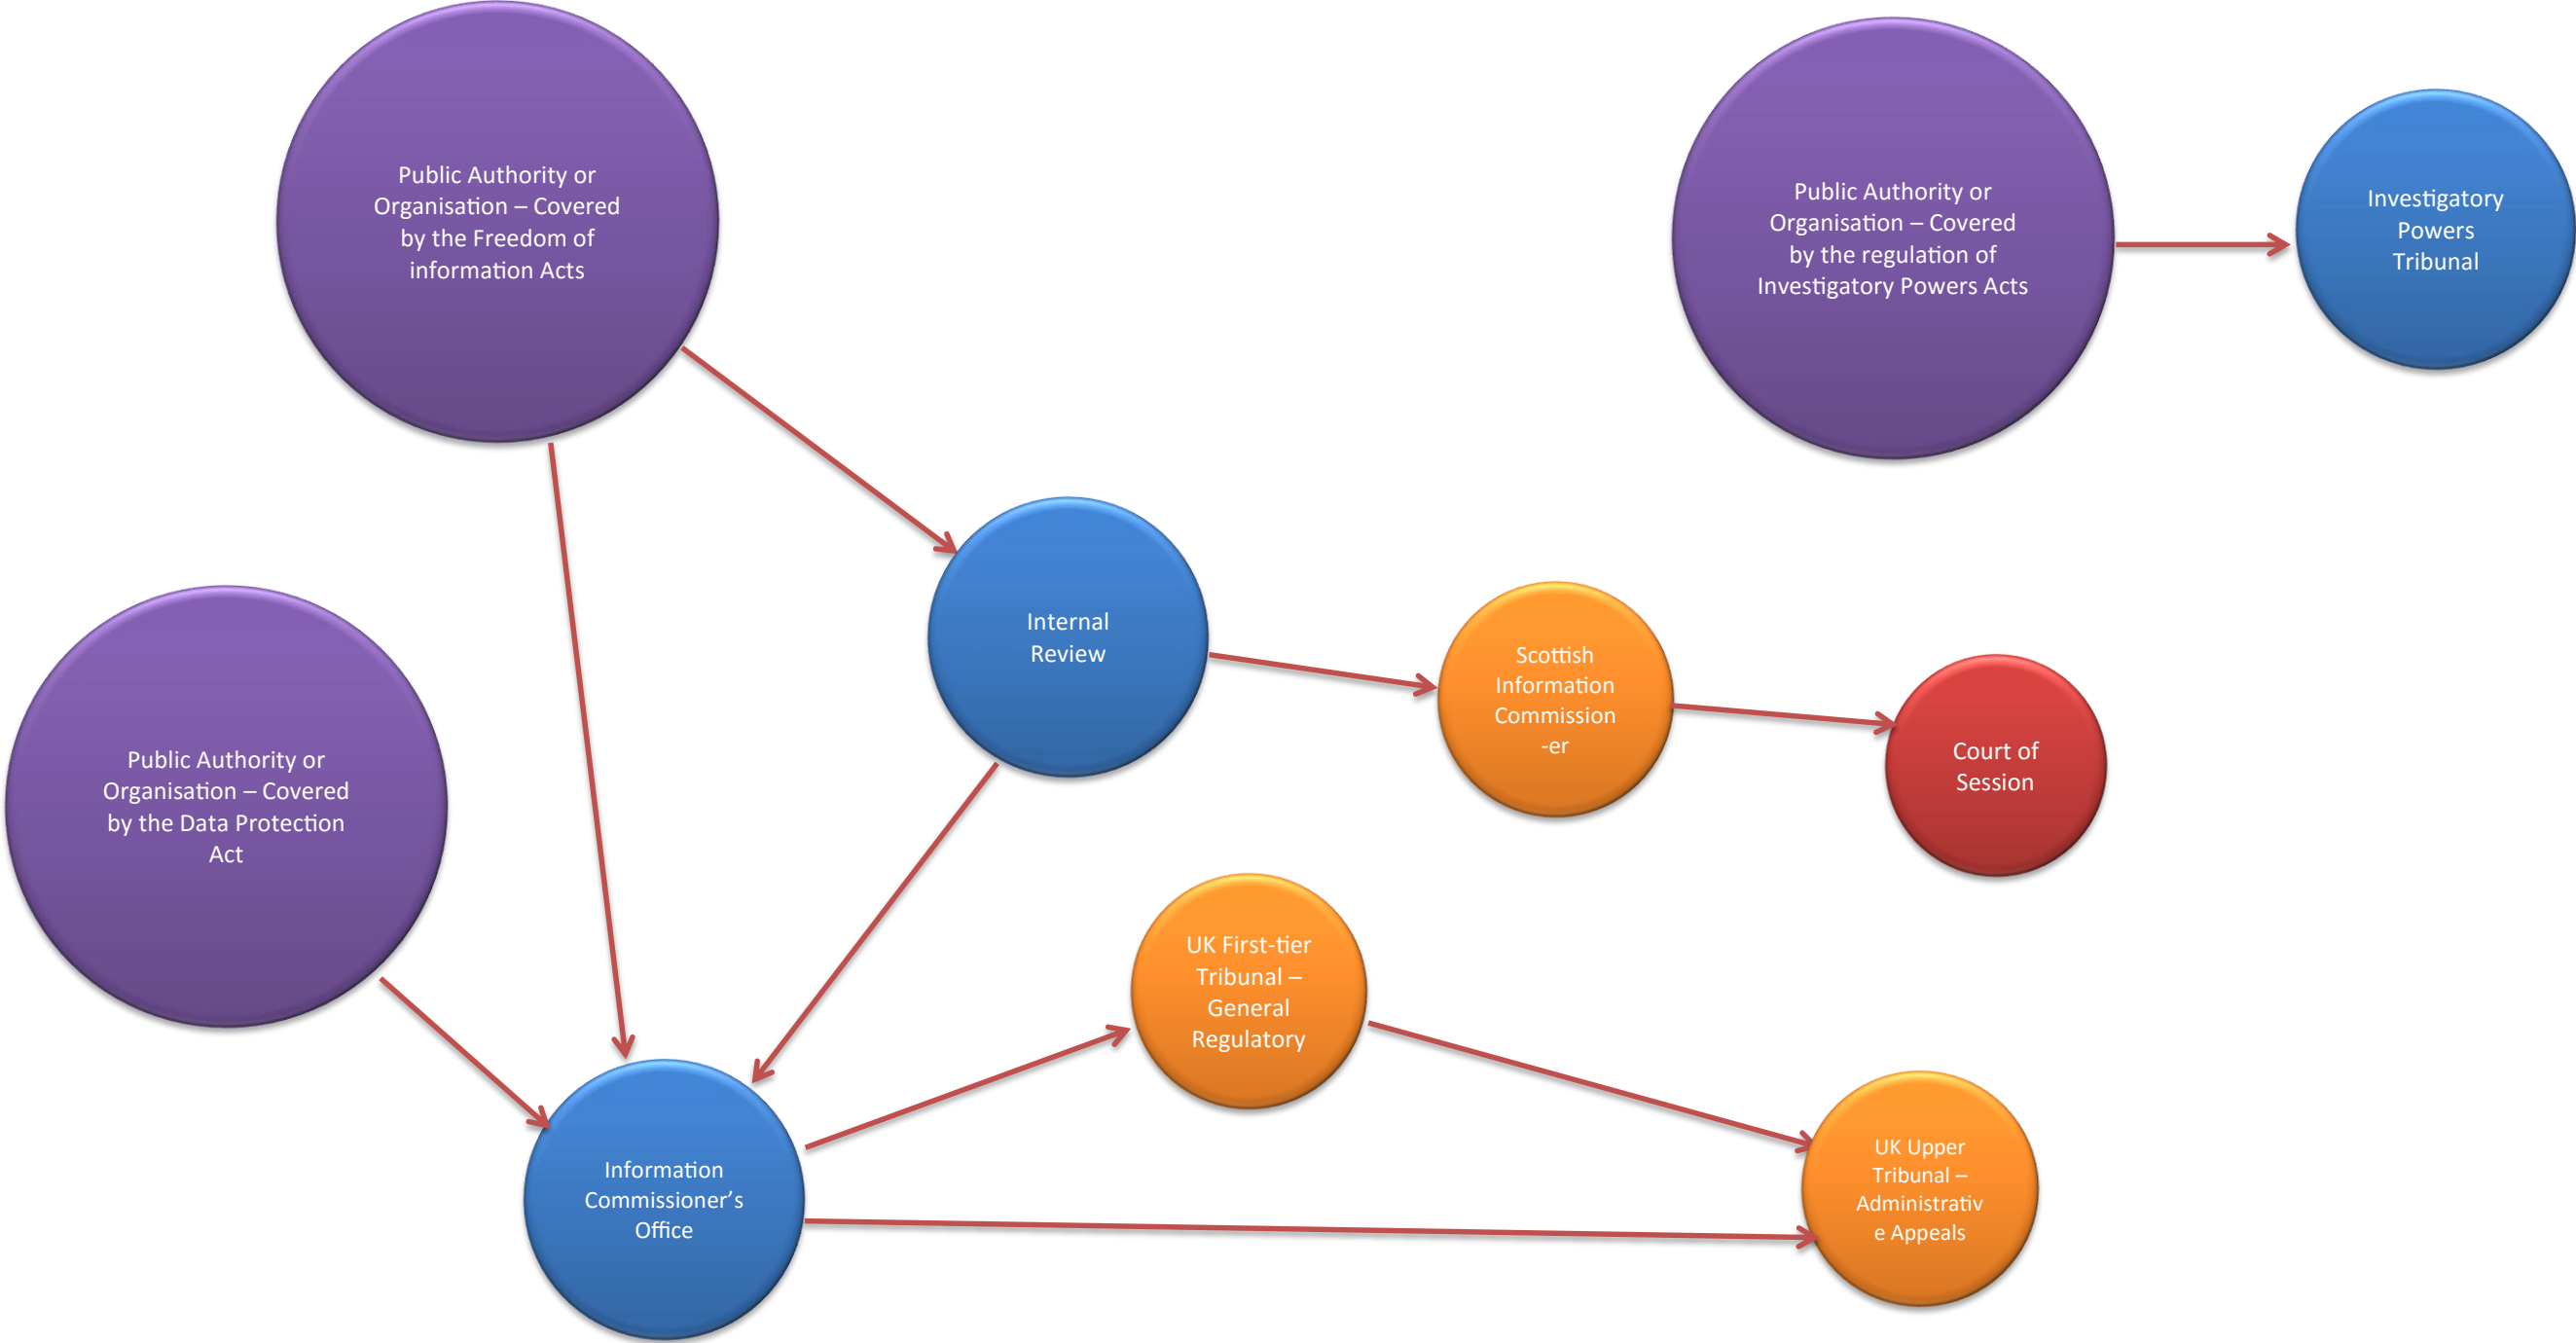 Public Authority or
Organisation – Covered
by the Freedom of
information Acts
Public Authority or
Organisation – Covered
by the regulation of
Investigatory Powers Acts
Investigatory
Powers
Tribunal
Internal
Review
Scottish
Information
Commission
-er
Court of
Session
Public Authority or
Organisation – Covered
by the Data Protection
Act
UK First-tier
Tribunal –
General
Regulatory
UK Upper
Tribunal –
Administrativ
e Appeals
Information
Commissioner’s
Office